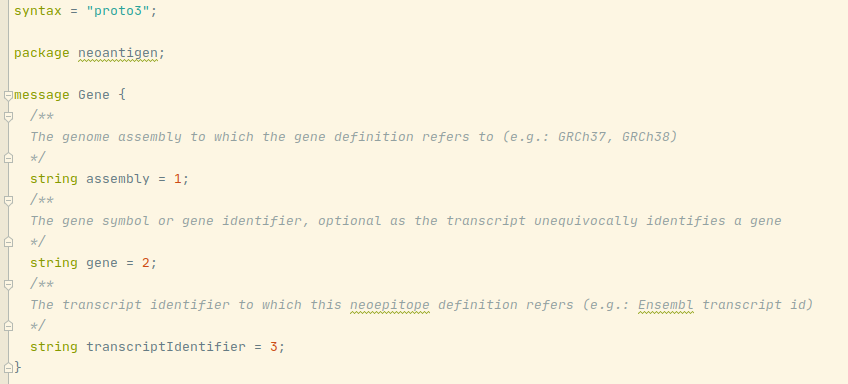 syntax = "proto3";
package neoantigen;
message Gene {
/**
The genome assembly to which the gene definition refers to (e.g.: GRCh37, GRCh38)
*/
string assembly = 1;
/**
The gene symbol or gene identifier, optional as the transcript unequivocally identifies a gene
*/
string gene = 2;
/**
The transcript identifier to which this neoepitope definition refers (e.g.: Ensembl transcript id)
*/
string transcriptIdentifier = 3;
}